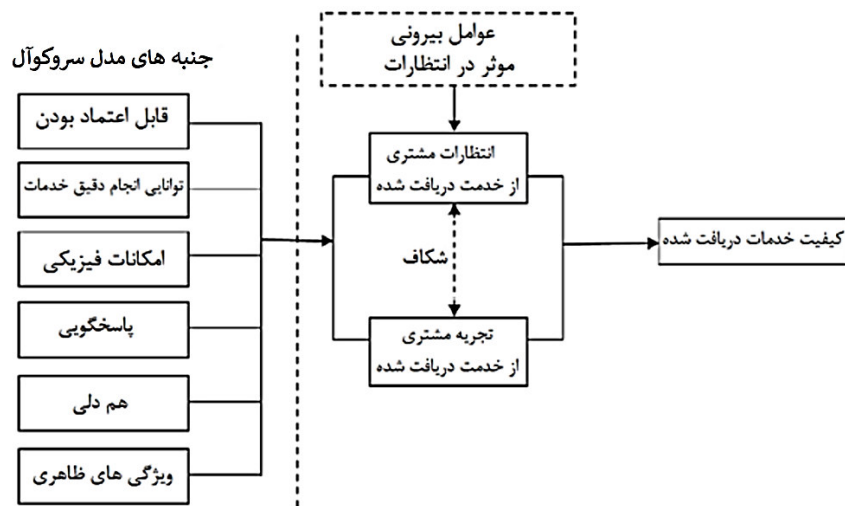 جنبه های مدل سروکوآل
قابل اعتماد بودن
توانایی انجام دقیق خدمات
امکانات فیزیکی
پاسخگویی
هم دلی
ویژگی های ظاهری
عوامل بیرونی
موثر در انتظارات
انتظارات مشتری
از خدمت دریافت شده
شکاف
تجربه مشتری
از خدمت دریافت شده
کیفیت خدمات دریافت شده